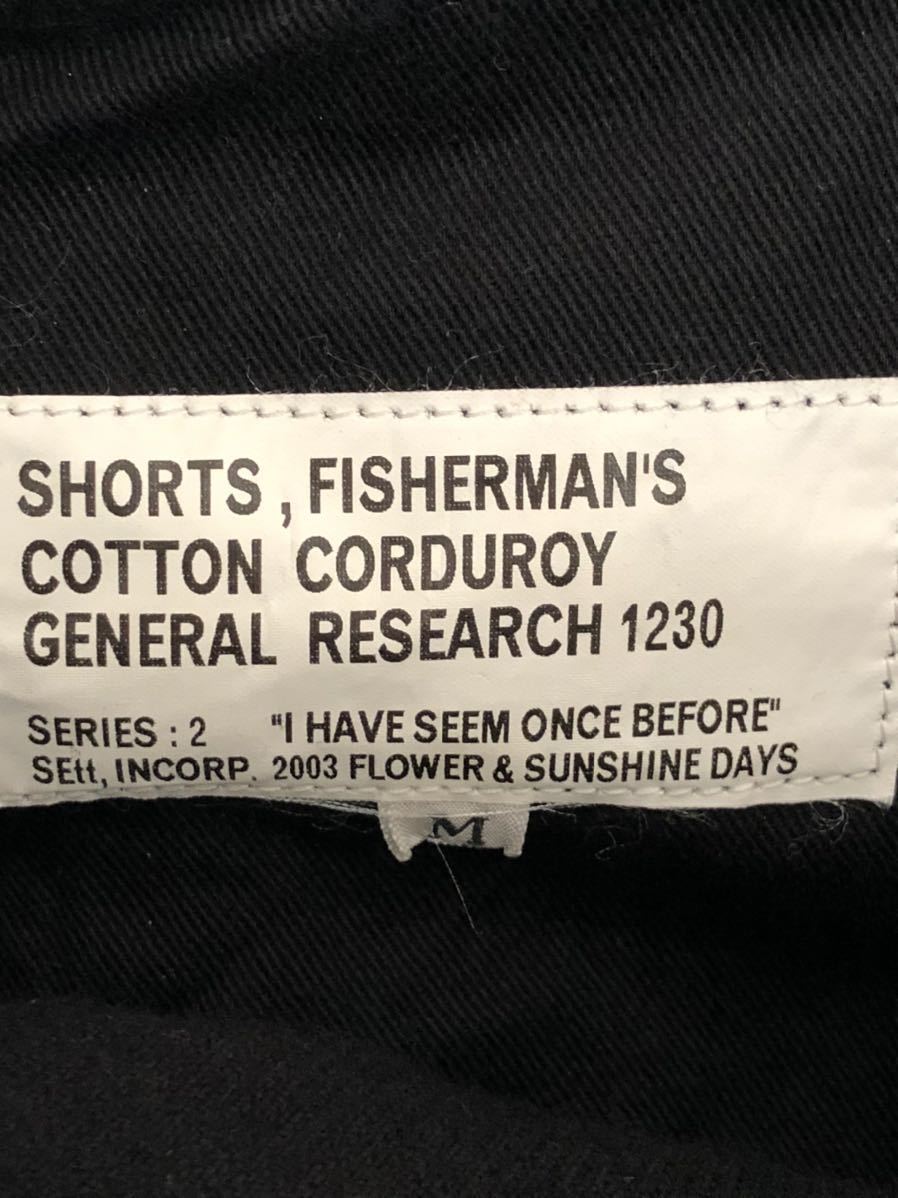 SHORTS , FISHERMAN'S
COTTON CORDUROY
GENERAL RESEARCH 1230
SERIES : 2 "I HAVE SEEM ONCE BEFORE"
SEtt, INCORP. 2003 FLOWER & SUNSHINE DAYS
M